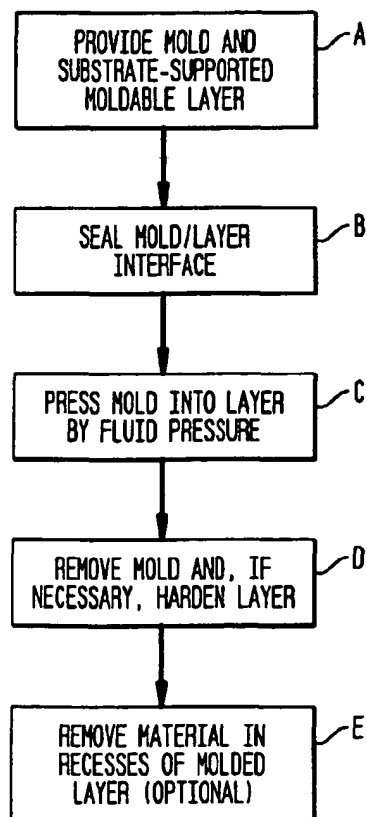 PROVIDE MOLD AND
SUBSTRATE-SUPPORTED
MOLDABLE LAYER
A
SEAL MOLD/LAYER
INTERFACE
B
PRESS MOLD INTO LAYER
BY FLUID PRESSURE
C
REMOVE MOLD AND, IF
NECESSARY, HARDEN LAYER
D
REMOVE MATERIAL IN
RECESSES OF MOLDED
LAYER (OPTIONAL)
E